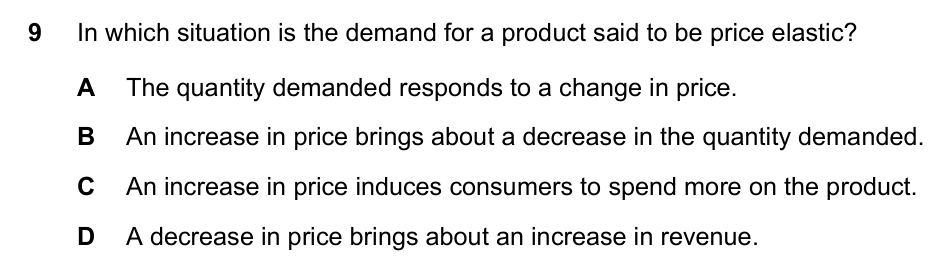 9 In which situation is the demand for a product said to be price elastic?
A The quantity demanded responds to a change in price.
B An increase in price brings about a decrease in the quantity demanded.
C An increase in price induces consumers to spend more on the product.
D A decrease in price brings about an increase in revenue.